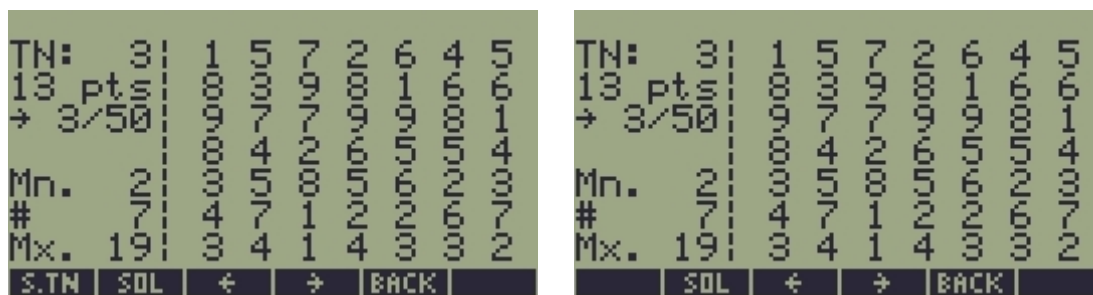 TN: 3 1 5 7 2 6 4 5
13 pts 8 3 9 8 1 6 6
→ 3/50 9 7 7 9 9 8 1
8 4 2 6 5 5 4
Mn. 2 3 5 8 5 6 2 3
# 7 4 7 1 2 2 6 7
Mx. 19 3 4 1 4 3 3 2
S.TN SOL ← → BACK
TN: 3 1 5 7 2 6 4 5
13 pts 8 3 9 8 1 6 6
→ 3/50 9 7 7 9 9 8 1
8 4 2 6 5 5 4
Mn. 2 3 5 8 5 6 2 3
# 7 4 7 1 2 2 6 7
Mx. 19 3 4 1 4 3 3 2
SOL ← → BACK